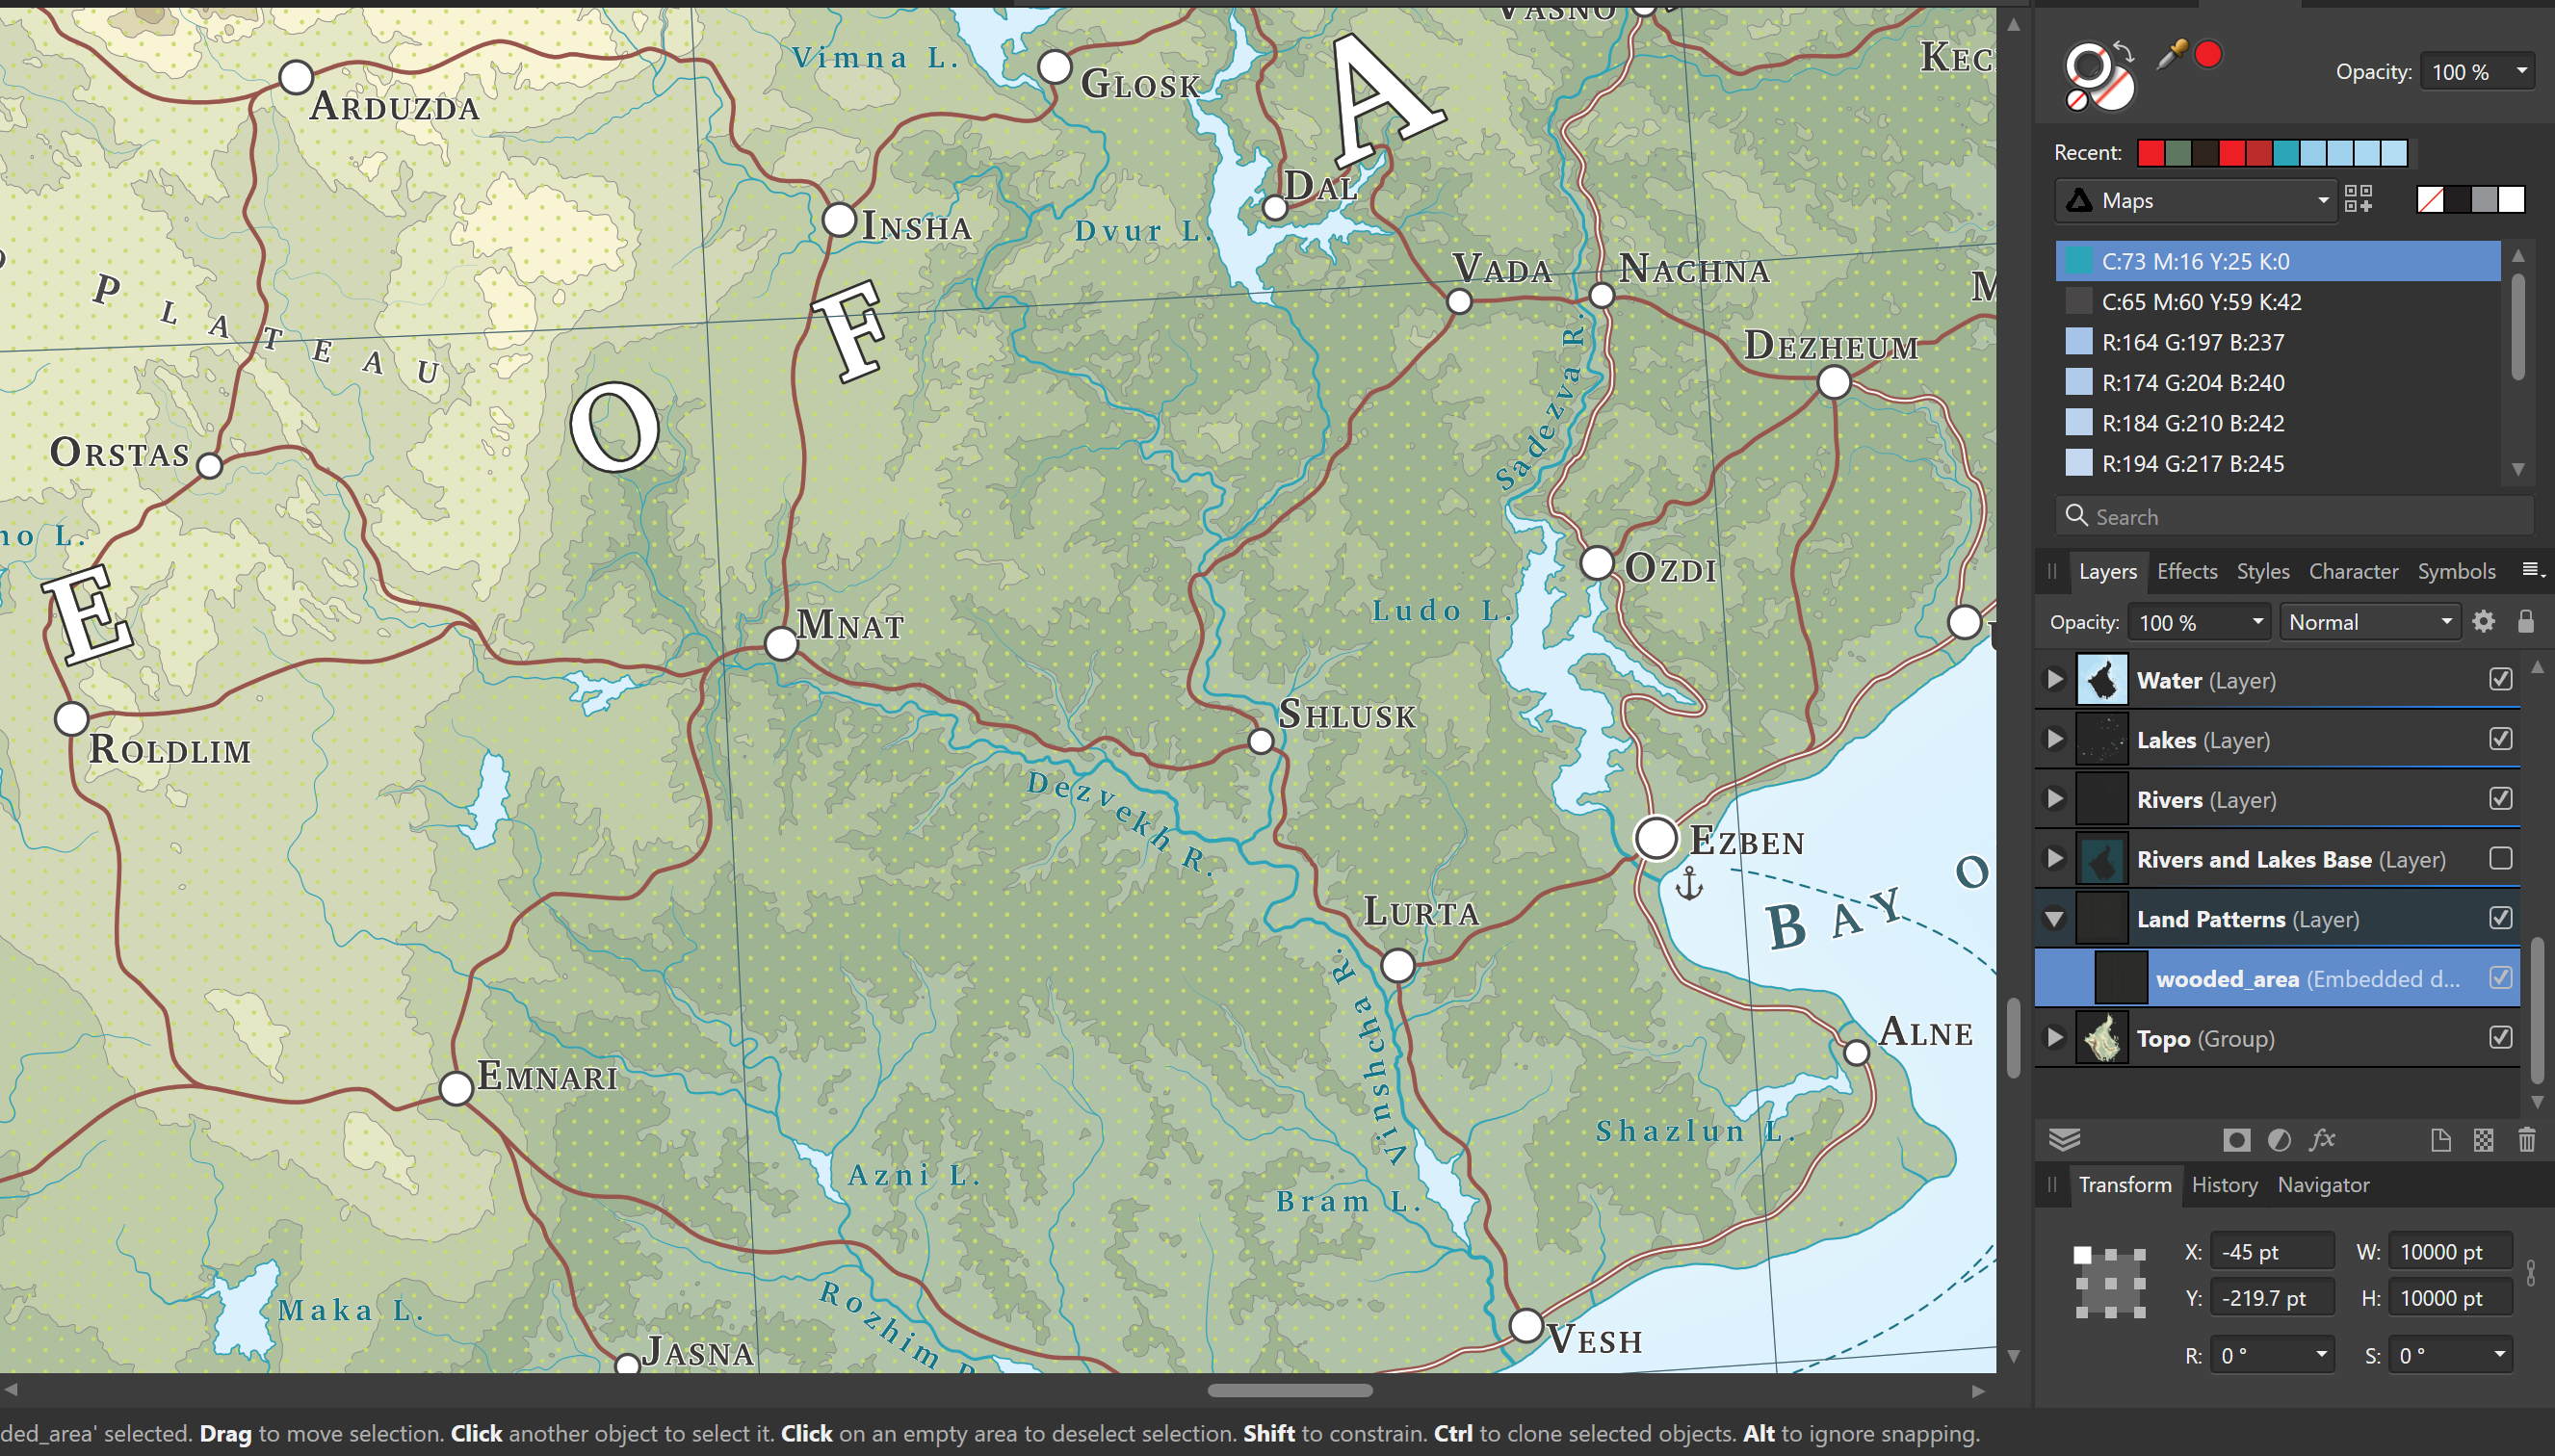 Vimna L.
Glosk
Arduzda
A
Dal
Insha
Dvur L.
Vada
Nachna
PLATEAU
OF
Dezheum
Sadezva R.
Orstas
E
Ozdi
Ludo L.
Mnat
Shlusk
Roldlim
Dezvekh R.
Ezben
BAY O
Lurta
Vinshcha R.
Alne
Emnari
Shazlun L.
Azni L.
Bram L.
Maka L.
Rozhim R
Jasna
Vesh
Opacity: 100 %
Recent:
Maps
C:73 M:16 Y:25 K:0
C:65 M:60 Y:59 K:42
R:164 G:197 B:237
R:174 G:204 B:240
R:184 G:210 B:242
R:194 G:217 B:245
Search
Layers Effects Styles Character Symbols
Opacity: 100 % Normal
Water (Layer)
Lakes (Layer)
Rivers (Layer)
Rivers and Lakes Base (Layer)
Land Patterns (Layer)
wooded_area (Embedded d...
Topo (Group)
fx
Transform History Navigator
X: -45 pt W: 10000 pt
Y: -219.7 pt H: 10000 pt
R: 0 ° S: 0 °
ded_area' selected. Drag to move selection. Click another object to select it. Click on an empty area to deselect selection. Shift to constrain. Ctrl to clone selected objects. Alt to ignore snapping.